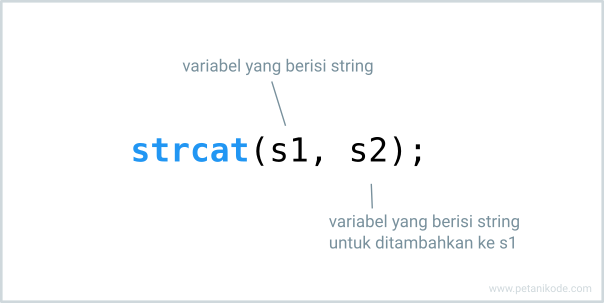 variabel yang berisi string
strcat(s1, s2);
variabel yang berisi string
untuk ditambahkan ke s1
www.petanikode.com